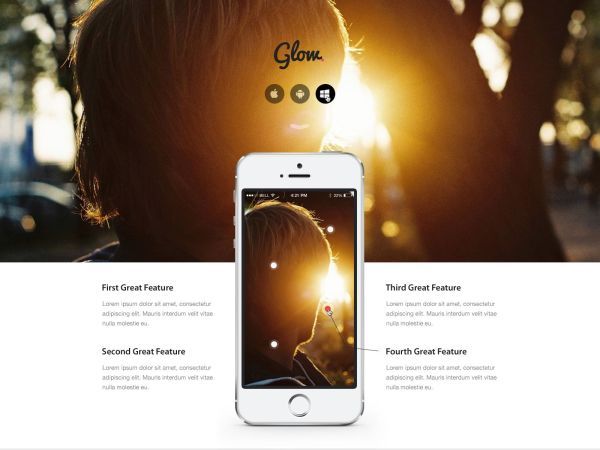 Glow.
BELL 4:21 PM 22%
First Great Feature
Lorem ipsum dolor sit amet, consectetur
adipiscing elit. Mauris interdum velit vitae
nulla molestie eu.
Second Great Feature
Lorem ipsum dolor sit amet, consectetur
adipiscing elit. Mauris interdum velit vitae
nulla molestie eu.
Third Great Feature
Lorem ipsum dolor sit amet, consectetur
adipiscing elit. Mauris interdum velit vitae
nulla molestie eu.
Fourth Great Feature
Lorem ipsum dolor sit amet, consectetur
adipiscing elit. Mauris interdum velit vitae
nulla molestie eu.